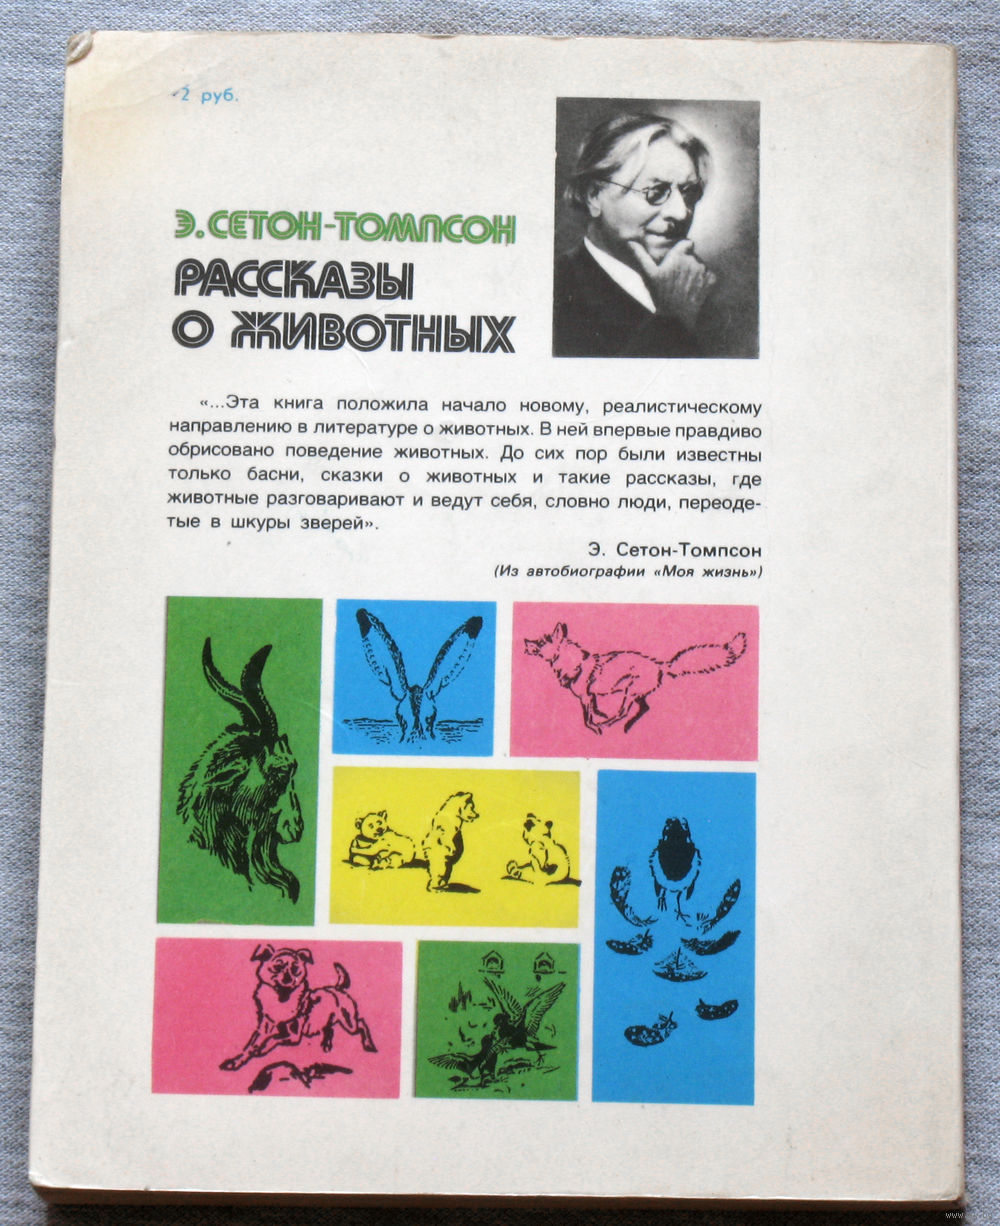 2 руб.
Э. СЕТОН-ТОМПСОН
РАССКАЗЫ
О ЖИВОТНЫХ
«...Эта книга положила начало новому, реалистическому
направлению в литературе о животных. В ней впервые правдиво
обрисовано поведение животных. До сих пор были известны
только басни, сказки о животных и такие рассказы, где
животные разговаривают и ведут себя, словно люди, переоде-
тые в шкуры зверей».
Э. Сетон-Томпсон
(Из автобиографии «Моя жизнь»)